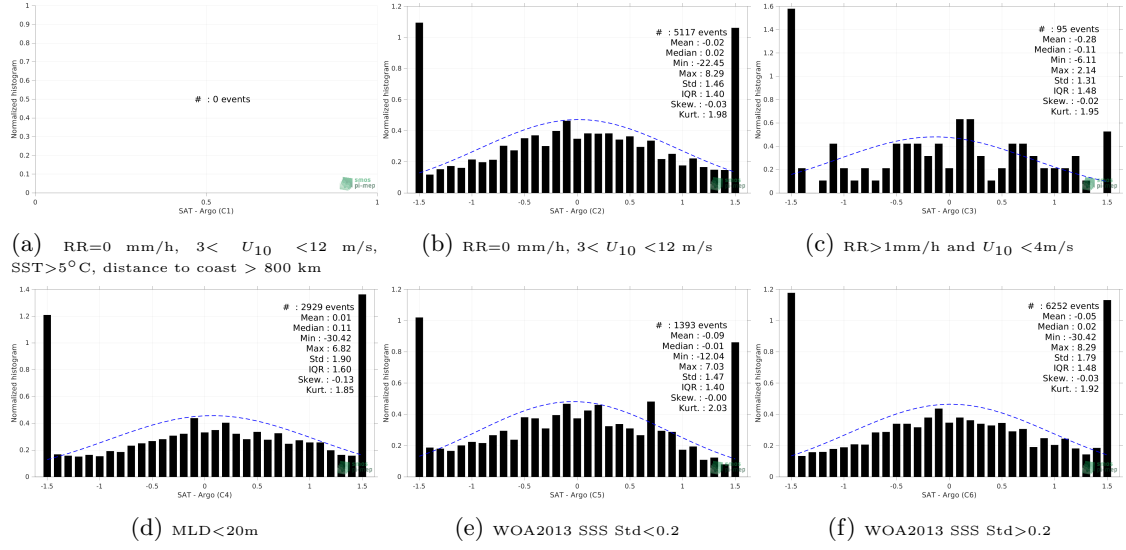 Normalized histogram
1
0.9
0.8
0.7
0.6
0.5
0.4
0.3
0.2
0.1
0
# : 0 events
smos
pi-mep
0 0.5 1
SAT - Argo (C1)
(a) RR=0 mm/h, 3< U10 <12 m/s,
SST>5°C, distance to coast > 800 km
Normalized histogram
1.2
1
0.8
0.6
0.4
0.2
0
# : 5117 events
Mean : -0.02
Median : 0.02
Min : -22.45
Max : 8.29
Std : 1.46
IQR : 1.40
Skew. : -0.03
Kurt. : 1.98
pi-mep
-1.5 -1 -0.5 0 0.5 1 1.5
SAT - Argo (C2)
(b) RR=0 mm/h, 3< U10 <12 m/s
Normalized histogram
1.6
1.4
1.2
1
0.8
0.6
0.4
0.2
0
# : 95 events
Mean : -0.28
Median : -0.11
Min : -6.11
Max : 2.14
Std : 1.31
IQR : 1.48
Skew. : -0.02
Kurt. : 1.95
pi-mep
-1.5 -1 -0.5 0 0.5 1 1.5
SAT - Argo (C3)
(c) RR>1mm/h and U10 <4m/s
Normalized histogram
1.4
1.2
1
0.8
0.6
0.4
0.2
0
# : 2929 events
Mean : 0.01
Median : 0.11
Min : -30.42
Max : 6.82
Std : 1.90
IQR : 1.60
Skew. : -0.13
Kurt. : 1.85
pi-mep
-1.5 -1 -0.5 0 0.5 1 1.5
SAT - Argo (C4)
(d) MLD<20m
Normalized histogram
1.2
1
0.8
0.6
0.4
0.2
0
# : 1393 events
Mean : -0.09
Median : -0.01
Min : -12.04
Max : 7.03
Std : 1.47
IQR : 1.40
Skew. : -0.00
Kurt. : 2.03
pi-mep
-1.5 -1 -0.5 0 0.5 1 1.5
SAT - Argo (C5)
(e) WOA2013 SSS Std<0.2
Normalized histogram
1.2
1
0.8
0.6
0.4
0.2
0
# : 6252 events
Mean : -0.05
Median : 0.02
Min : -30.42
Max : 8.29
Std : 1.79
IQR : 1.48
Skew. : -0.03
Kurt. : 1.92
pi-mep
-1.5 -1 -0.5 0 0.5 1 1.5
SAT - Argo (C6)
(f) WOA2013 SSS Std>0.2